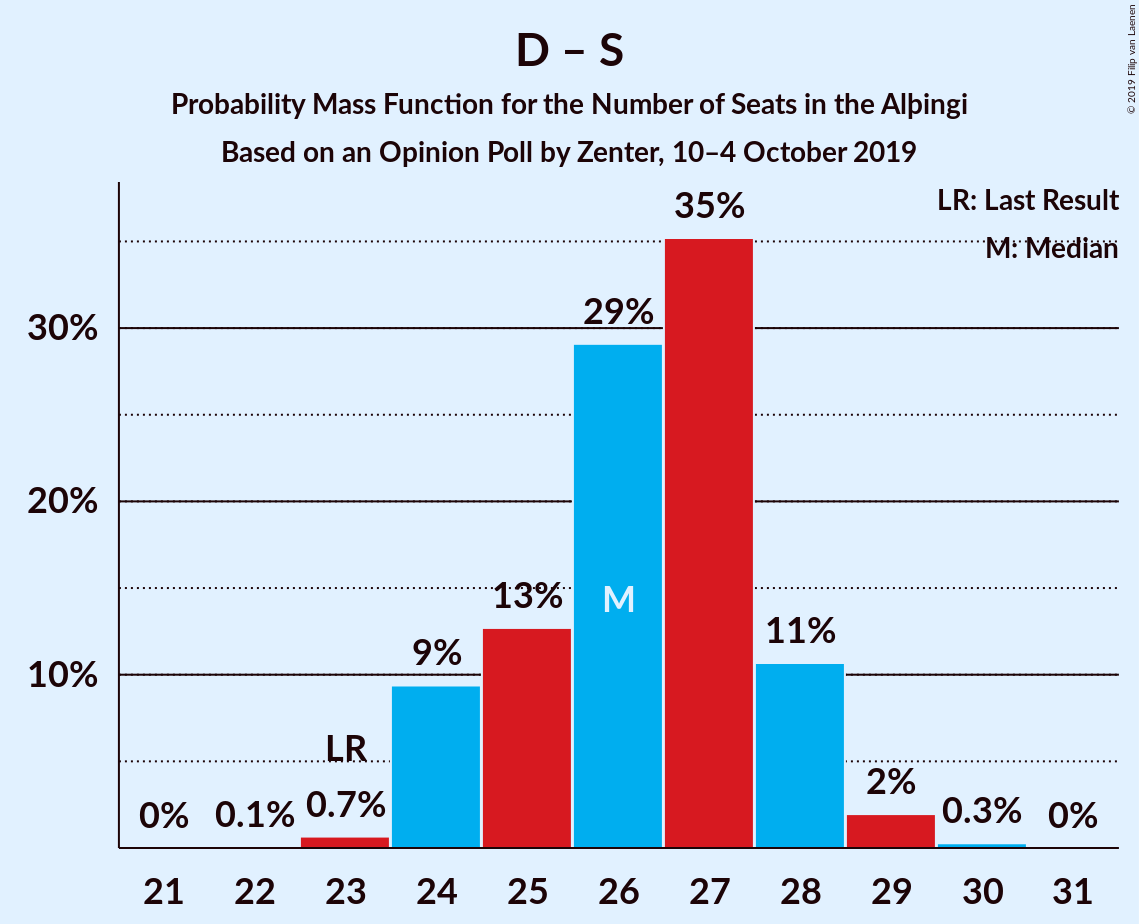 D – S
Probability Mass Function for the Number of Seats in the Alþingi
Based on an Opinion Poll by Zenter, 10–4 October 2019
© 2019 Filip van Laenen
LR: Last Result
M: Median
35%
30%
29%
20%
13%
M
11%
10%
9%
LR
0%
0.1%
0.7%
2%
0.3%
0%
21 22 23 24 25 26 27 28 29 30 31